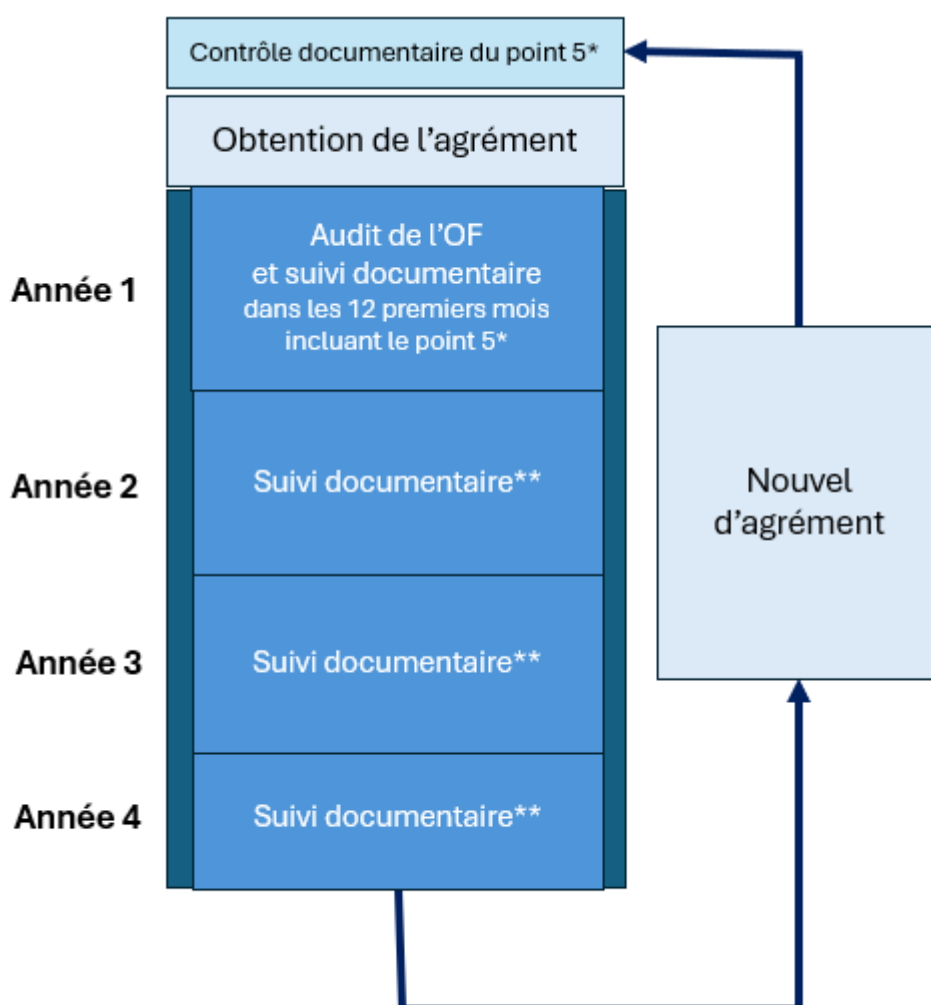 Contrôle documentaire du point 5*
Obtention de l'agrément
Année 1
Audit de l'OF
et suivi documentaire
dans les 12 premiers mois
incluant le point 5*
Année 2
Suivi documentaire**
Nouvel
d'agrément
Année 3
Suivi documentaire**
Année 4
Suivi documentaire**